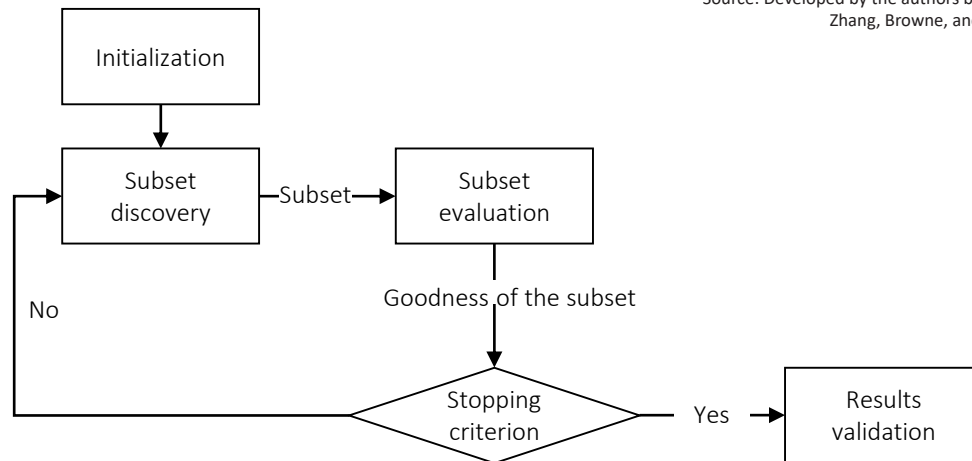 Source: Developed by the authors b
Zhang, Browne, and
Initialization
Subset
discovery
Subset
Subset
evaluation
Goodness of the subset
No
Stopping
criterion
Yes
Results
validation